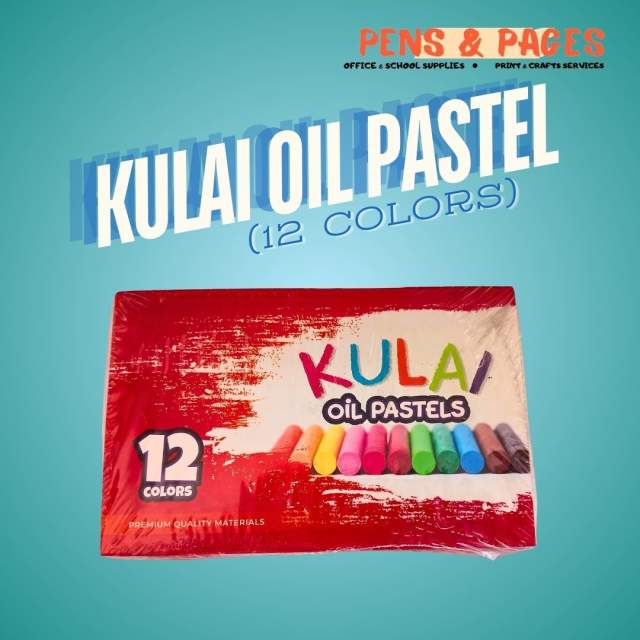 PENS & PAGES
OFFICE & SCHOOL SUPPLIES • PRINT & CRAFTS SERVICES
KULAI OIL PASTEL
(12 COLORS)
KULAI
OIL PASTELS
12
COLORS
PREMIUM QUALITY MATERIALS